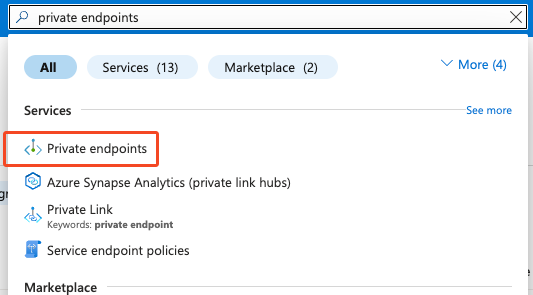 private endpoints
All
Services (13)
Marketplace (2)
More (4)
Services
See more
Private endpoints
Azure Synapse Analytics (private link hubs)
Private Link
Keywords: private endpoint
Service endpoint policies
Marketplace